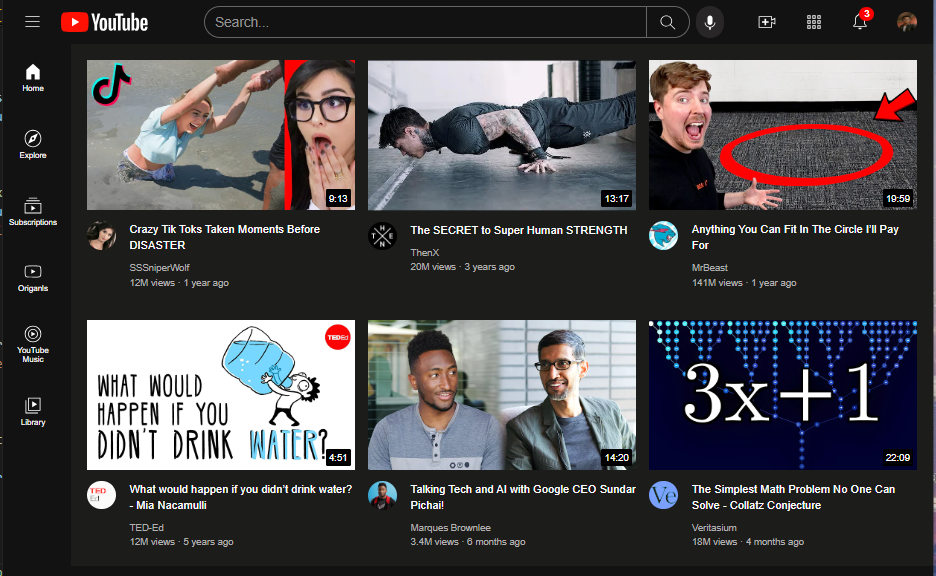 YouTube
Search...
3
Home
Explore
Subscriptions
Origanls
YouTube
Music
Library
9:13
Crazy Tik Toks Taken Moments Before
DISASTER
SSSniperWolf
12M views · 1 year ago
13:17
THEN
X
The SECRET to Super Human STRENGTH
ThenX
20M views · 3 years ago
19:59
Anything You Can Fit In The Circle I'll Pay
For
MrBeast
141M views · 1 year ago
TEDEd
WHAT WOULD
HAPPEN IF YOU
DIDN'T DRINK WATER?
4:51
TED
Ed
What would happen if you didn't drink water?
- Mia Nacamulli
TED-Ed
12M views · 5 years ago
14:20
Talking Tech and AI with Google CEO Sundar
Pichai!
Marques Brownlee
3.4M views · 6 months ago
3x+1
22:09
Ve
The Simplest Math Problem No One Can
Solve - Collatz Conjecture
Veritasium
18M views · 4 months ago